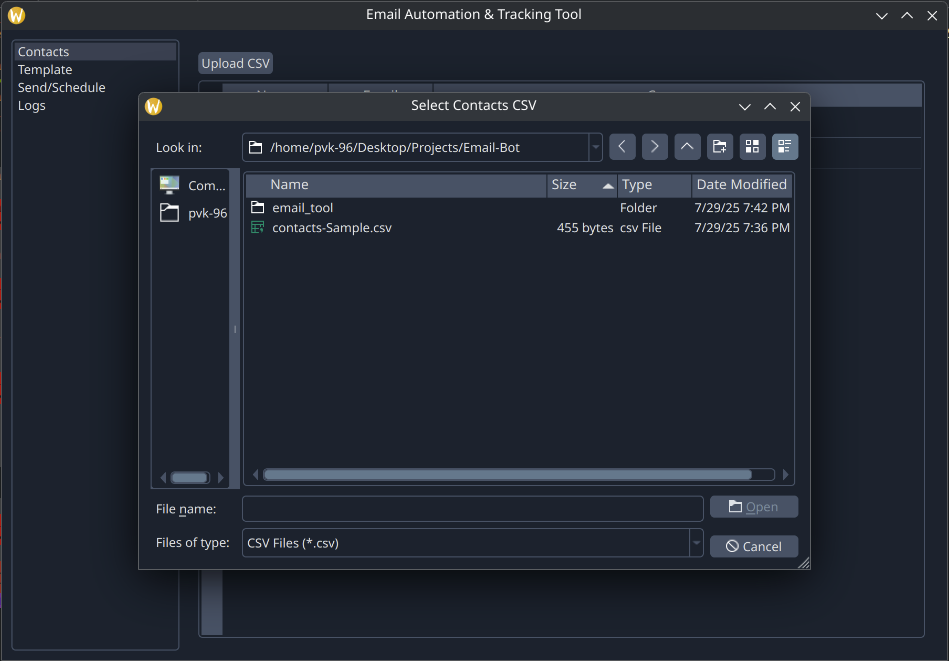 Email Automation & Tracking Tool
Contacts
Template
Send/Schedule
Logs
Upload CSV
Select Contacts CSV
Look in:
/home/pvk-96/Desktop/Projects/Email-Bot
Com...
pvk-96
Name Size Type Date Modified
email_tool Folder 7/29/25 7:42 PM
contacts-Sample.csv 455 bytes csv File 7/29/25 7:36 PM
File name:
Open
Files of type:
CSV Files (*.csv)
Cancel